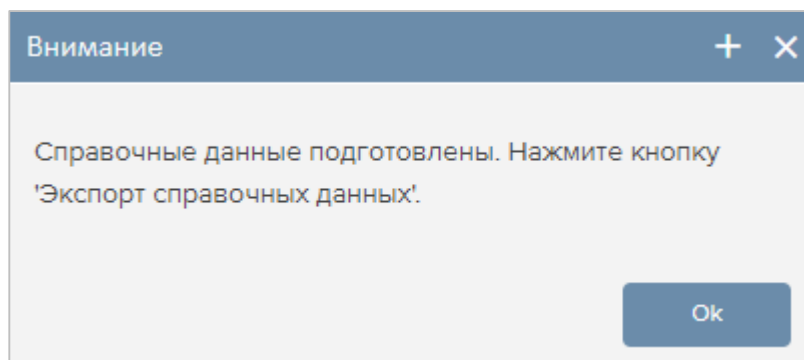 Внимание
Справочные данные подготовлены. Нажмите кнопку
'Экспорт справочных данных'.
Ok